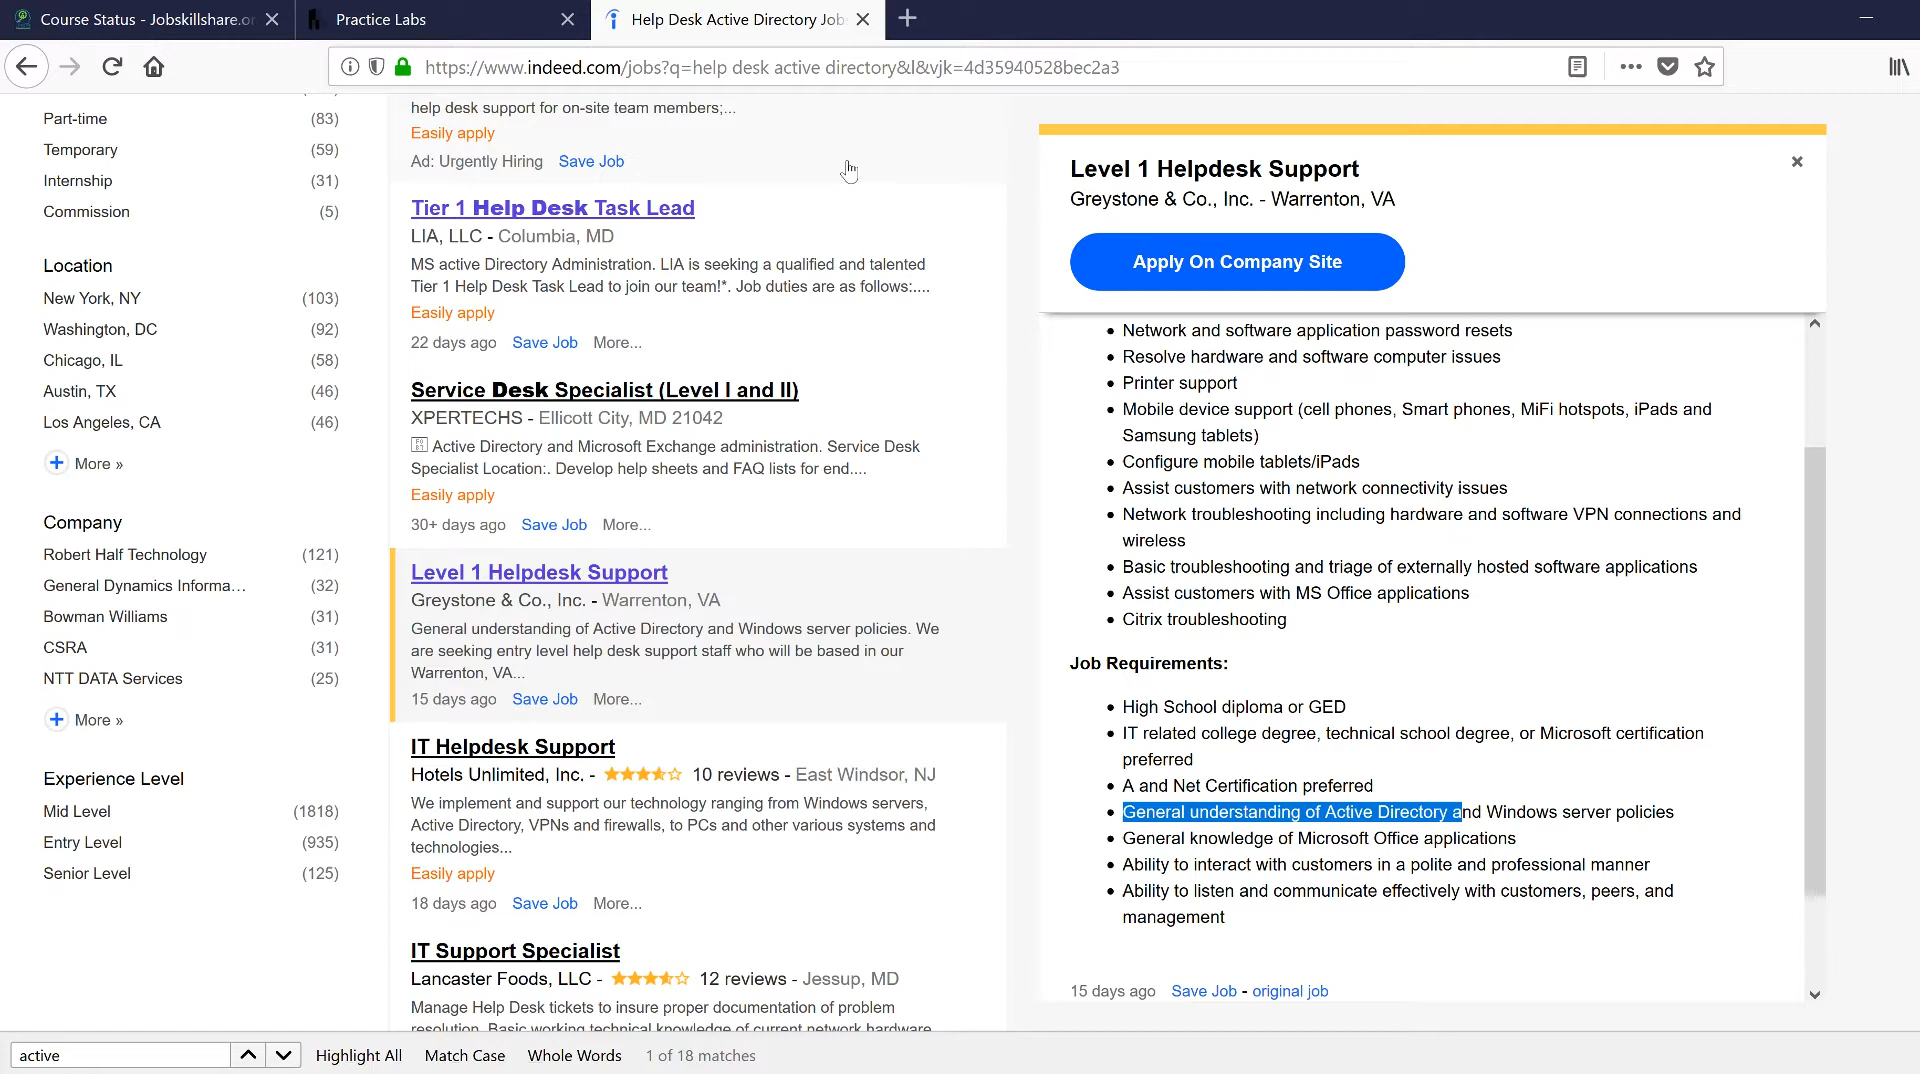 Course Status - Jobskillshare.or
Practice Labs
Help Desk Active Directory Job
https://www.indeed.com/jobs?q=help desk active directory&l&vjk=4d35940528bec2a3
Part-time (83)
Temporary (59)
Internship (31)
Commission (5)
Location
New York, NY (103)
Washington, DC (92)
Chicago, IL (58)
Austin, TX (46)
Los Angeles, CA (46)
More »
Company
Robert Half Technology (121)
General Dynamics Informa... (32)
Bowman Williams (31)
CSRA (31)
NTT DATA Services (25)
More »
Experience Level
Mid Level (1818)
Entry Level (935)
Senior Level (125)
help desk support for on-site team members;...
Easily apply
Ad: Urgently Hiring Save Job
Tier 1 Help Desk Task Lead
LIA, LLC - Columbia, MD
MS active Directory Administration. LIA is seeking a qualified and talented
Tier 1 Help Desk Task Lead to join our team!*. Job duties are as follows:....
Easily apply
22 days ago Save Job More...
Service Desk Specialist (Level I and II)
XPERTECHS - Ellicott City, MD 21042
Active Directory and Microsoft Exchange administration. Service Desk
Specialist Location:. Develop help sheets and FAQ lists for end....
Easily apply
30+ days ago Save Job More...
Level 1 Helpdesk Support
Greystone & Co., Inc. - Warrenton, VA
General understanding of Active Directory and Windows server policies. We
are seeking entry level help desk support staff who will be based in our
Warrenton, VA...
15 days ago Save Job More...
IT Helpdesk Support
Hotels Unlimited, Inc. - 10 reviews - East Windsor, NJ
We implement and support our technology ranging from Windows servers,
Active Directory, VPNs and firewalls, to PCs and other various systems and
technologies...
Easily apply
18 days ago Save Job More...
IT Support Specialist
Lancaster Foods, LLC - 12 reviews - Jessup, MD
Manage Help Desk tickets to insure proper documentation of problem
resolution. Basic working technical knowledge of current network hardware
Level 1 Helpdesk Support
Greystone & Co., Inc. - Warrenton, VA
Apply On Company Site
Network and software application password resets
Resolve hardware and software computer issues
Printer support
Mobile device support (cell phones, Smart phones, MiFi hotspots, iPads and
Samsung tablets)
Configure mobile tablets/iPads
Assist customers with network connectivity issues
Network troubleshooting including hardware and software VPN connections and
wireless
Basic troubleshooting and triage of externally hosted software applications
Assist customers with MS Office applications
Citrix troubleshooting
Job Requirements:
High School diploma or GED
IT related college degree, technical school degree, or Microsoft certification
preferred
A and Net Certification preferred
General understanding of Active Directory and Windows server policies
General knowledge of Microsoft Office applications
Ability to interact with customers in a polite and professional manner
Ability to listen and communicate effectively with customers, peers, and
management
15 days ago Save Job - original job
active
Highlight All Match Case Whole Words 1 of 18 matches